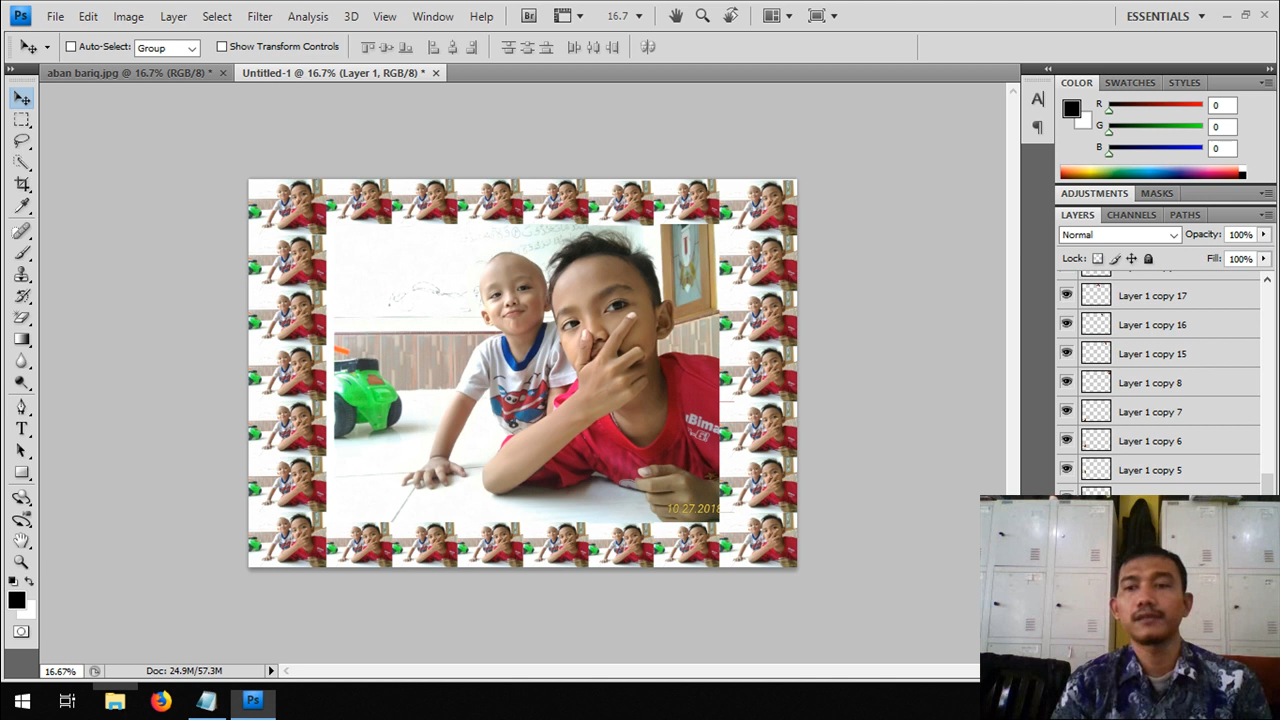 Ps File Edit Image Layer Select Filter Analysis 3D View Window Help Br 16.7 ESSENTIALS
Auto-Select: Group Show Transform Controls
aban bariq.jpg @ 16.7% (RGB/8) * × Untitled-1 @ 16.7% (Layer 1, RGB/8) * ×
COLOR SWATCHES STYLES
R 0
G 0
B 0
ADJUSTMENTS MASKS
LAYERS CHANNELS PATHS
Normal Opacity: 100%
Lock: Fill: 100%
Layer 1 copy 17
Layer 1 copy 16
Layer 1 copy 15
Layer 1 copy 8
Layer 1 copy 7
Layer 1 copy 6
Layer 1 copy 5
10.27.2018
16.67% Doc: 24.9M/57.3M
Ps